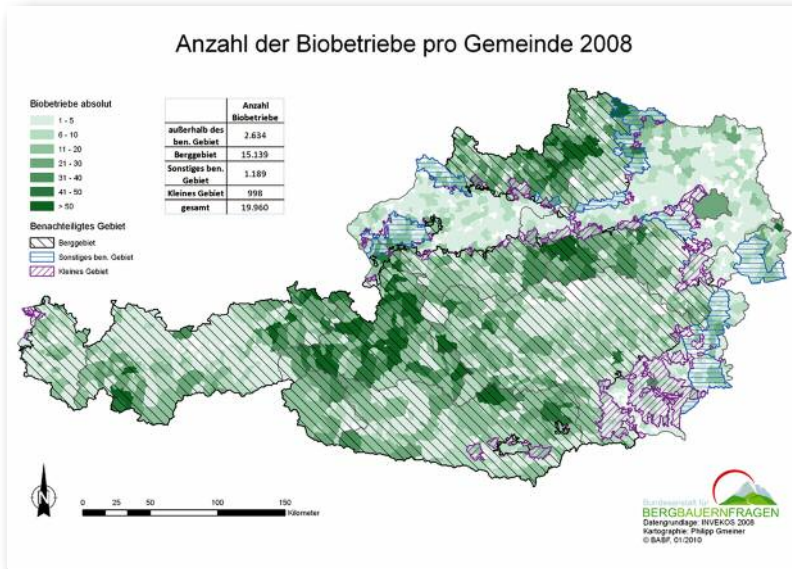 Anzahl der Biobetriebe pro Gemeinde 2008
Biobetriebe absolut
1 - 5
6 - 10
11 - 20
21 - 30
31 - 40
41 - 50
> 50
Anzahl
Biobetriebe
außerhalb des
ben. Gebiet
2.634
Berggebiet
15.139
Sonstiges ben.
Gebiet
1.189
Kleines Gebiet
998
gesamt
19.960
Benachteiligtes Gebiet
Berggebiet
Sonstiges ben. Gebiet
Kleines Gebiet
N
0 25 50 100 150
Kilometer
Bundesanstalt für
BERGBAUERNFRAGEN
Datengrundlage: INVEKOS 2008
Kartographie: Philipp Gmeiner
© BABF, 01/2010